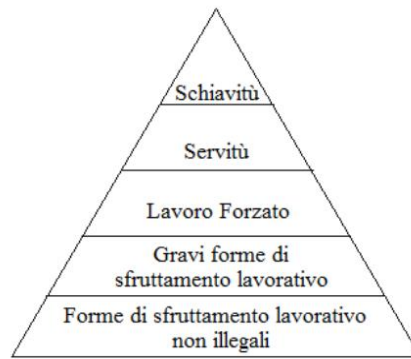 Schiavitù
Servitù
Lavoro Forzato
Gravi forme di
sfruttamento lavorativo
Forme di sfruttamento lavorativo
non illegali